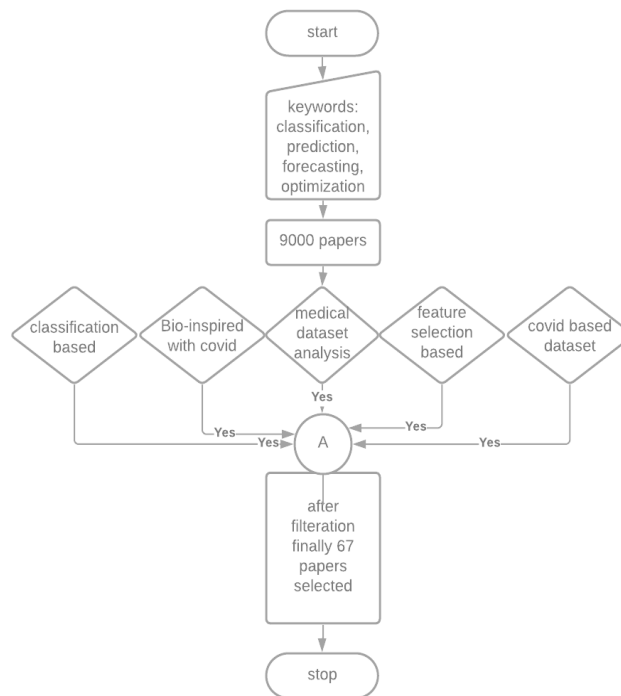 start
keywords:
classification,
prediction,
forecasting,
optimization
9000 papers
classification
based
Bio-inspired
with covid
medical
dataset
analysis
feature
selection
based
covid based
dataset
Yes
Yes
Yes
Yes
Yes
A
after
filteration
finally 67
papers
selected
stop